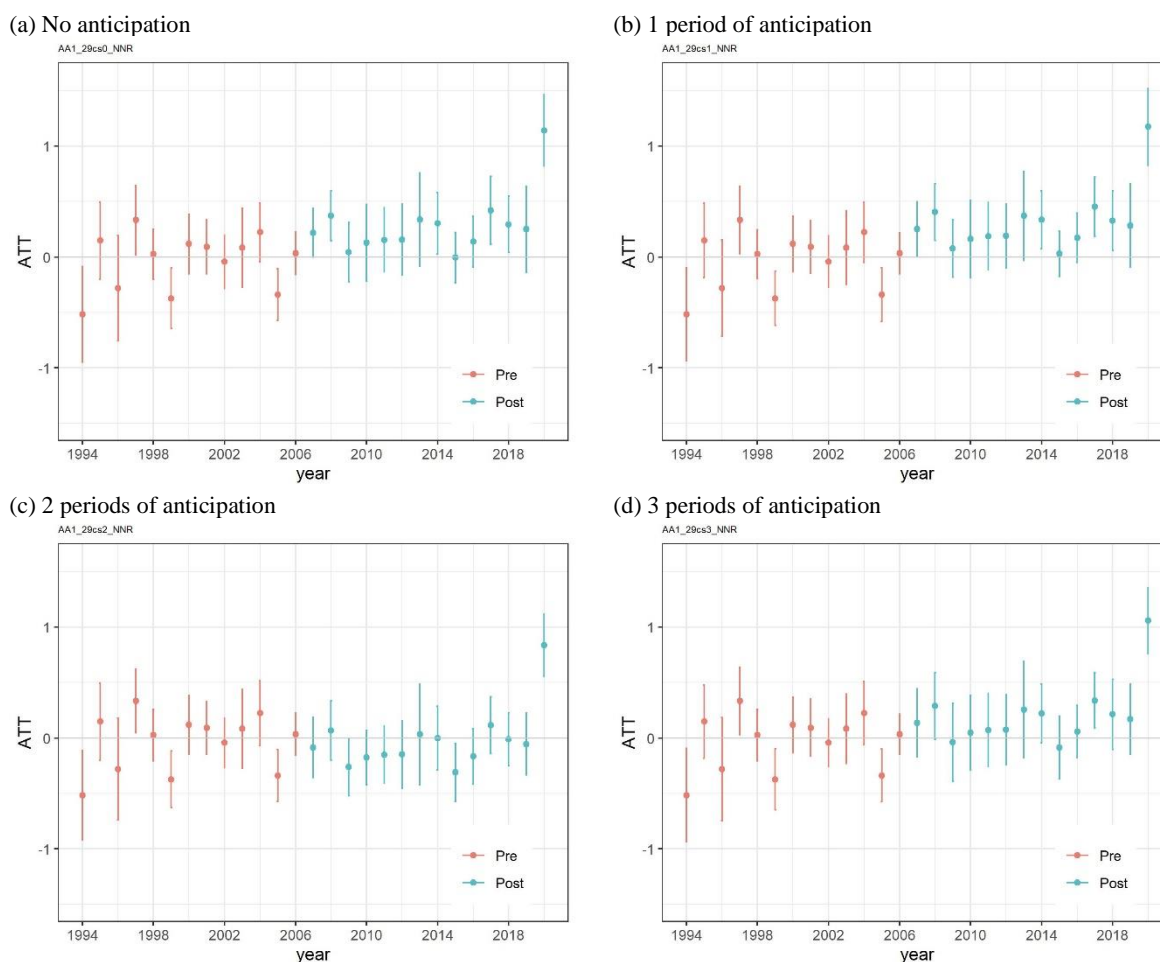 (a) No anticipation
AA1_29cs0_NNR
ATT
1
0
-1
Pre
Post
1994 1998 2002 2006 2010 2014 2018
year
(b) 1 period of anticipation
AA1_29cs1_NNR
ATT
1
0
-1
Pre
Post
1994 1998 2002 2006 2010 2014 2018
year
(c) 2 periods of anticipation
AA1_29cs2_NNR
ATT
1
0
-1
Pre
Post
1994 1998 2002 2006 2010 2014 2018
year
(d) 3 periods of anticipation
AA1_29cs3_NNR
ATT
1
0
-1
Pre
Post
1994 1998 2002 2006 2010 2014 2018
year